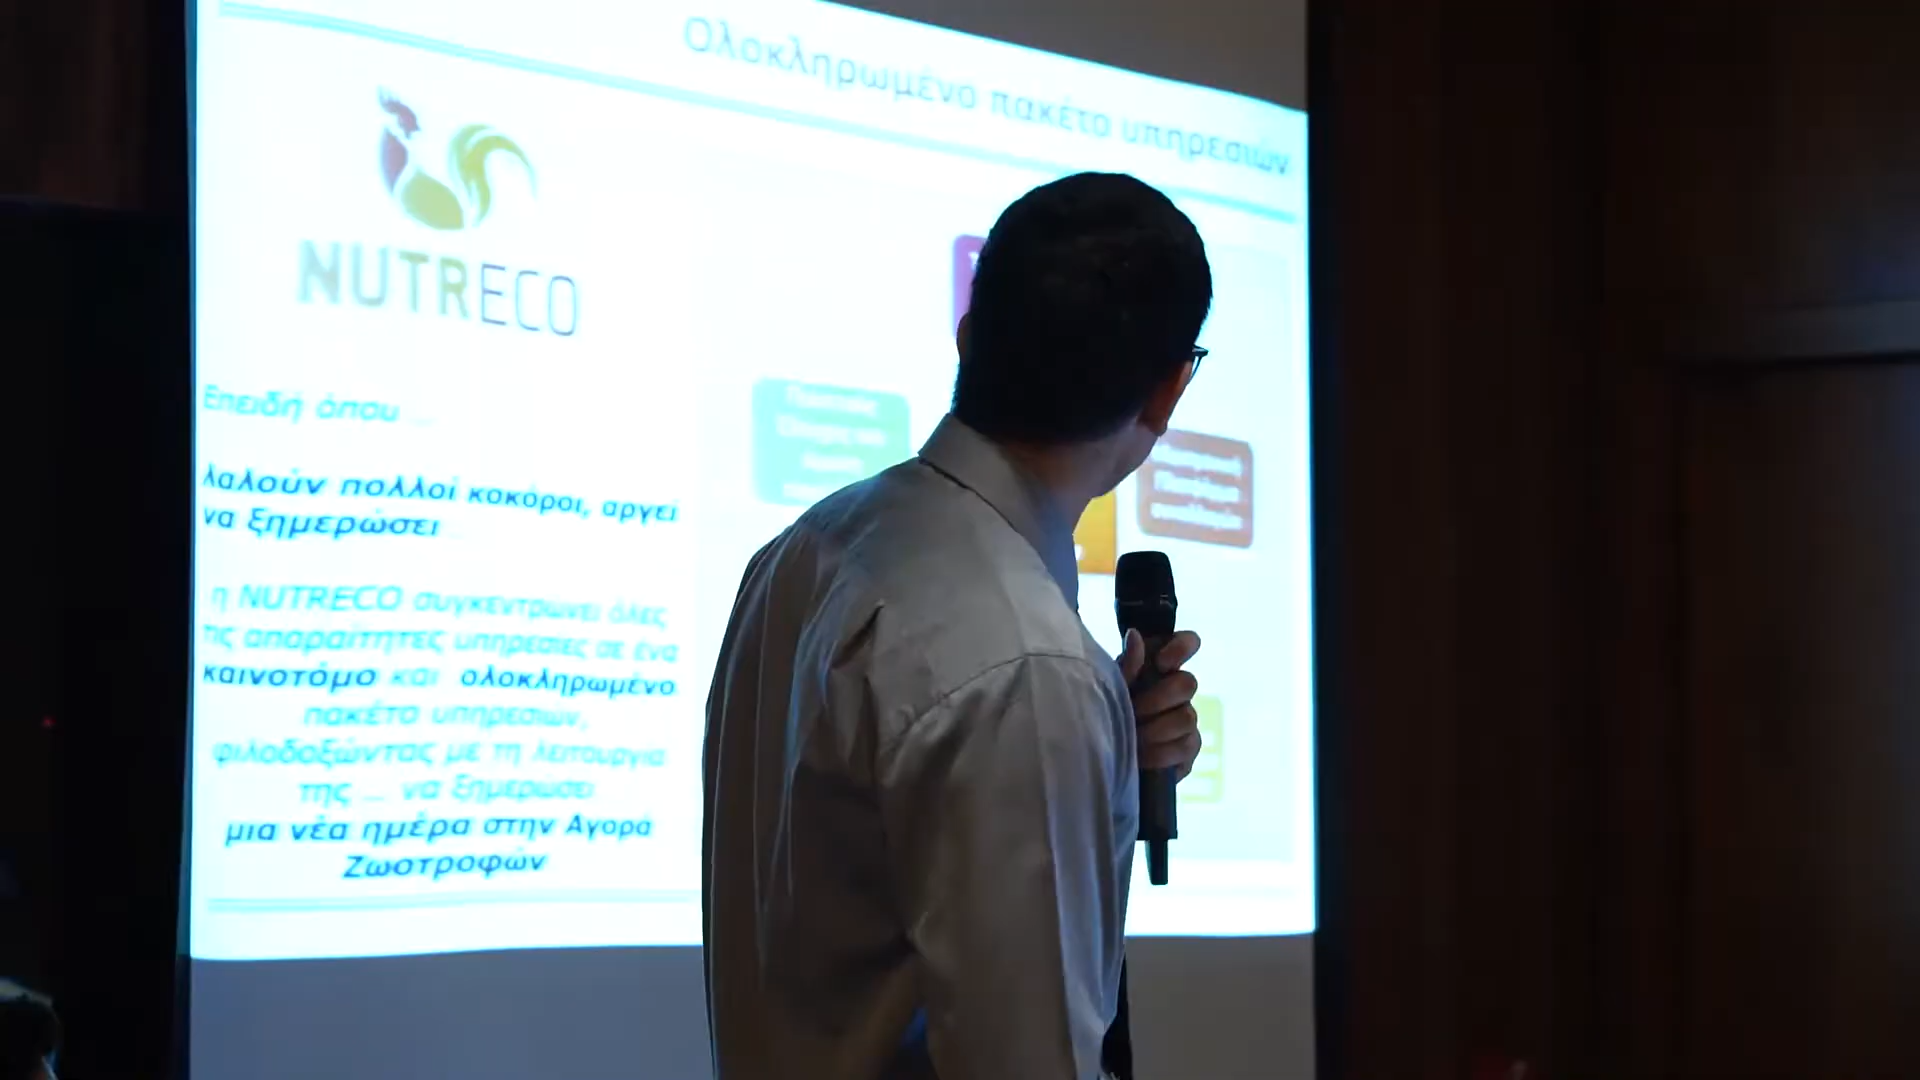 Ολοκληρωμένο πακέτο υπηρεσιών
NUTRECO
Επειδή όπου ...
λαλούν πολλοί κοκόροι, αργεί
να ξημερώσει
η NUTRECO συγκεντρώνει όλες
τις απαραίτητες υπηρεσίες σε ένα
καινοτόμο και ολοκληρωμένο
πακέτο υπηρεσιών,
φιλοδοξώντας με τη λειτουργία
της ... να ξημερώσει
μια νέα ημέρα στην Αγορά
Ζωοτροφών